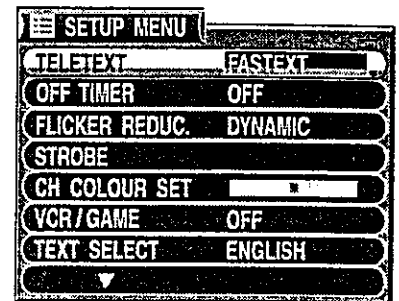 SETUP MENU
TELETEXT FASTEXT
OFF TIMER OFF
FLICKER REDUC. DYNAMIC
STROBE
CH COLOUR SET
VCR/GAME OFF
TEXT SELECT ENGLISH